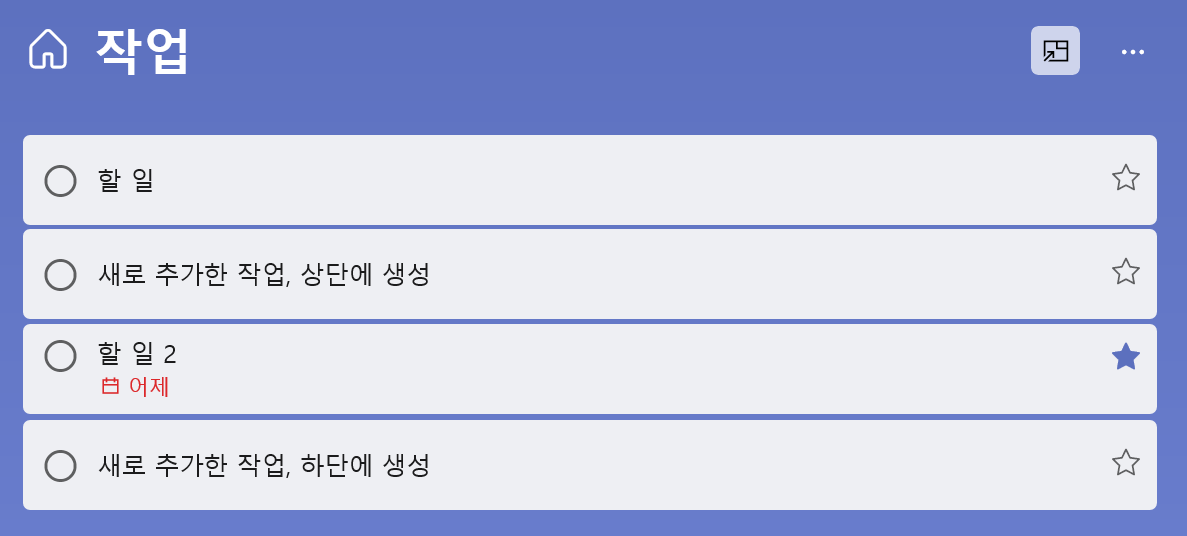 작업
할 일
새로 추가한 작업, 상단에 생성
할 일 2
어제
새로 추가한 작업, 하단에 생성